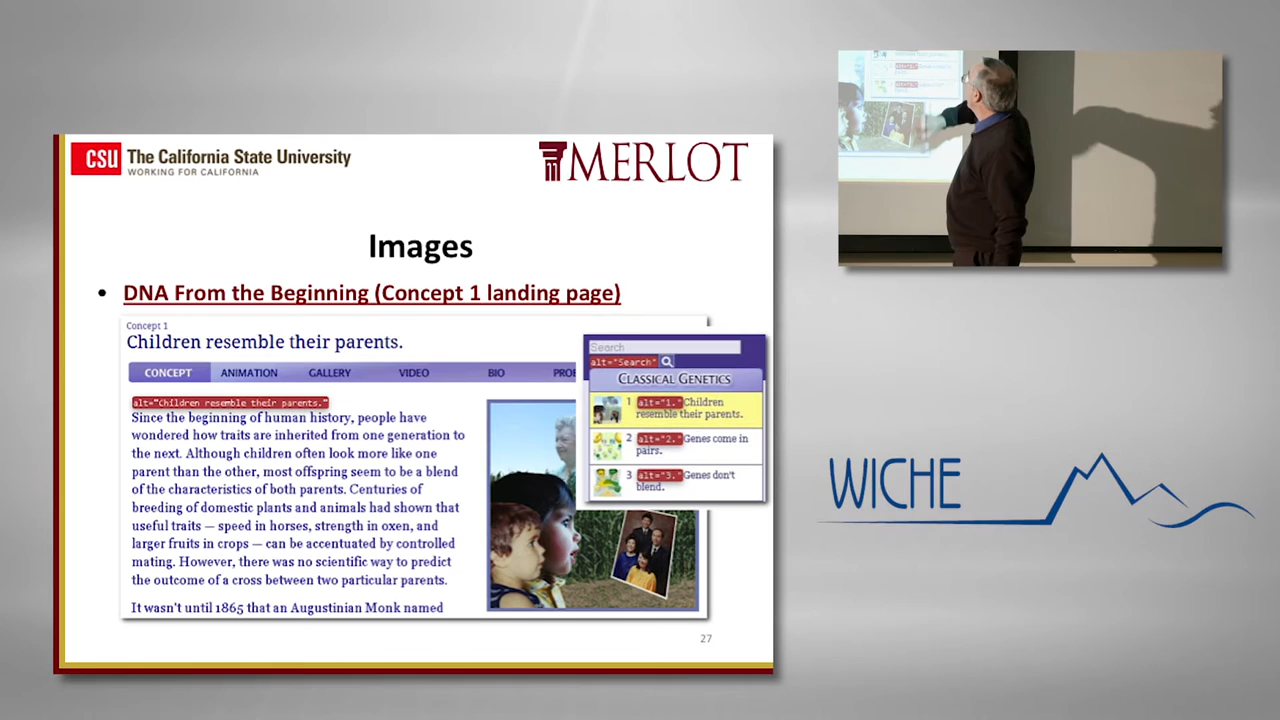 CSU The California State University
WORKING FOR CALIFORNIA
MERLOT
Images
• DNA From the Beginning (Concept 1 landing page)
Concept 1
Children resemble their parents.
CONCEPT ANIMATION GALLERY VIDEO BIO PROB
alt="Children resemble their parents."
Since the beginning of human history, people have
wondered how traits are inherited from one generation to
the next. Although children often look more like one
parent than the other, most offspring seem to be a blend
of the characteristics of both parents. Centuries of
breeding of domestic plants and animals had shown that
useful traits — speed in horses, strength in oxen, and
larger fruits in crops — can be accentuated by controlled
mating. However, there was no scientific way to predict
the outcome of a cross between two particular parents.
It wasn't until 1865 that an Augustinian Monk named
Search
alt="Search"
CLASSICAL GENETICS
1 alt="1." Children
resemble their parents.
2 alt="2." Genes come in
pairs.
3 alt="3." Genes don't
blend.
27
WICHE